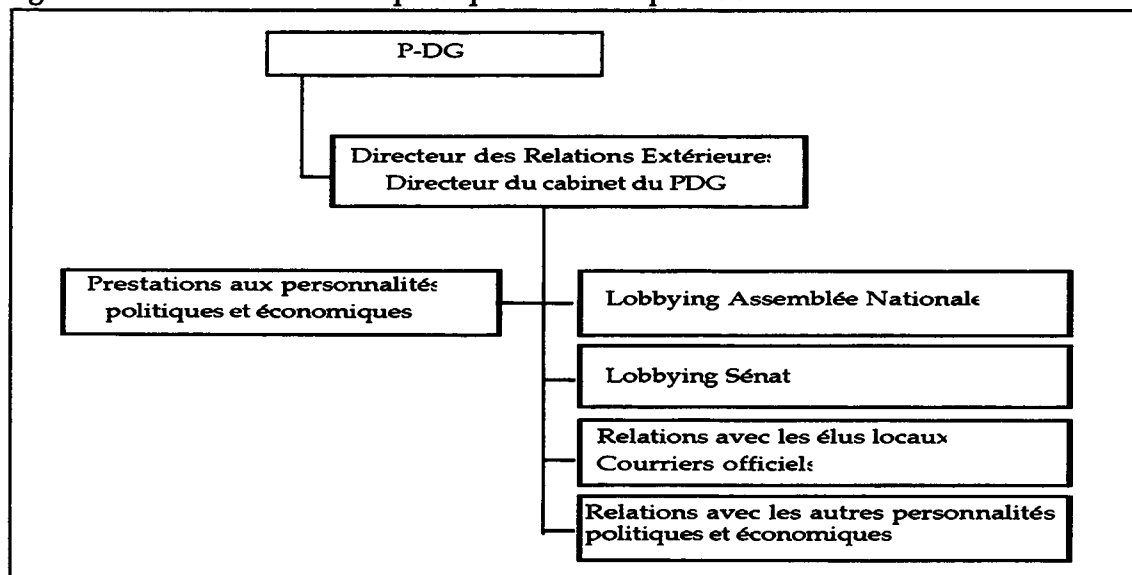 P-DG
Directeur des Relations Extérieures
Directeur du cabinet du PDG
Prestations aux personnalités
politiques et économiques
Lobbying Assemblée Nationale
Lobbying Sénat
Relations avec les élus locaux
Courriers officiels
Relations avec les autres personnalités
politiques et économiques